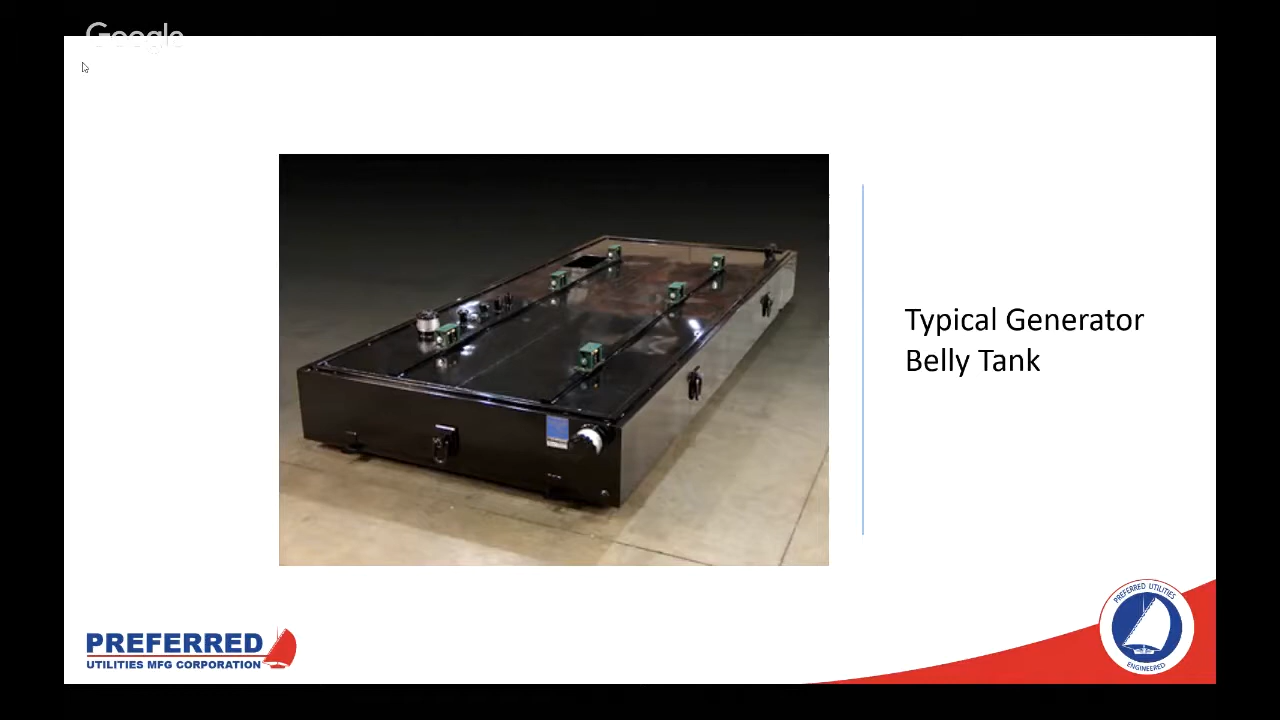 Google
Typical Generator
Belly Tank
PREFERRED
UTILITIES MFG CORPORATION
PREFERRED UTILITIES
ENGINEERED